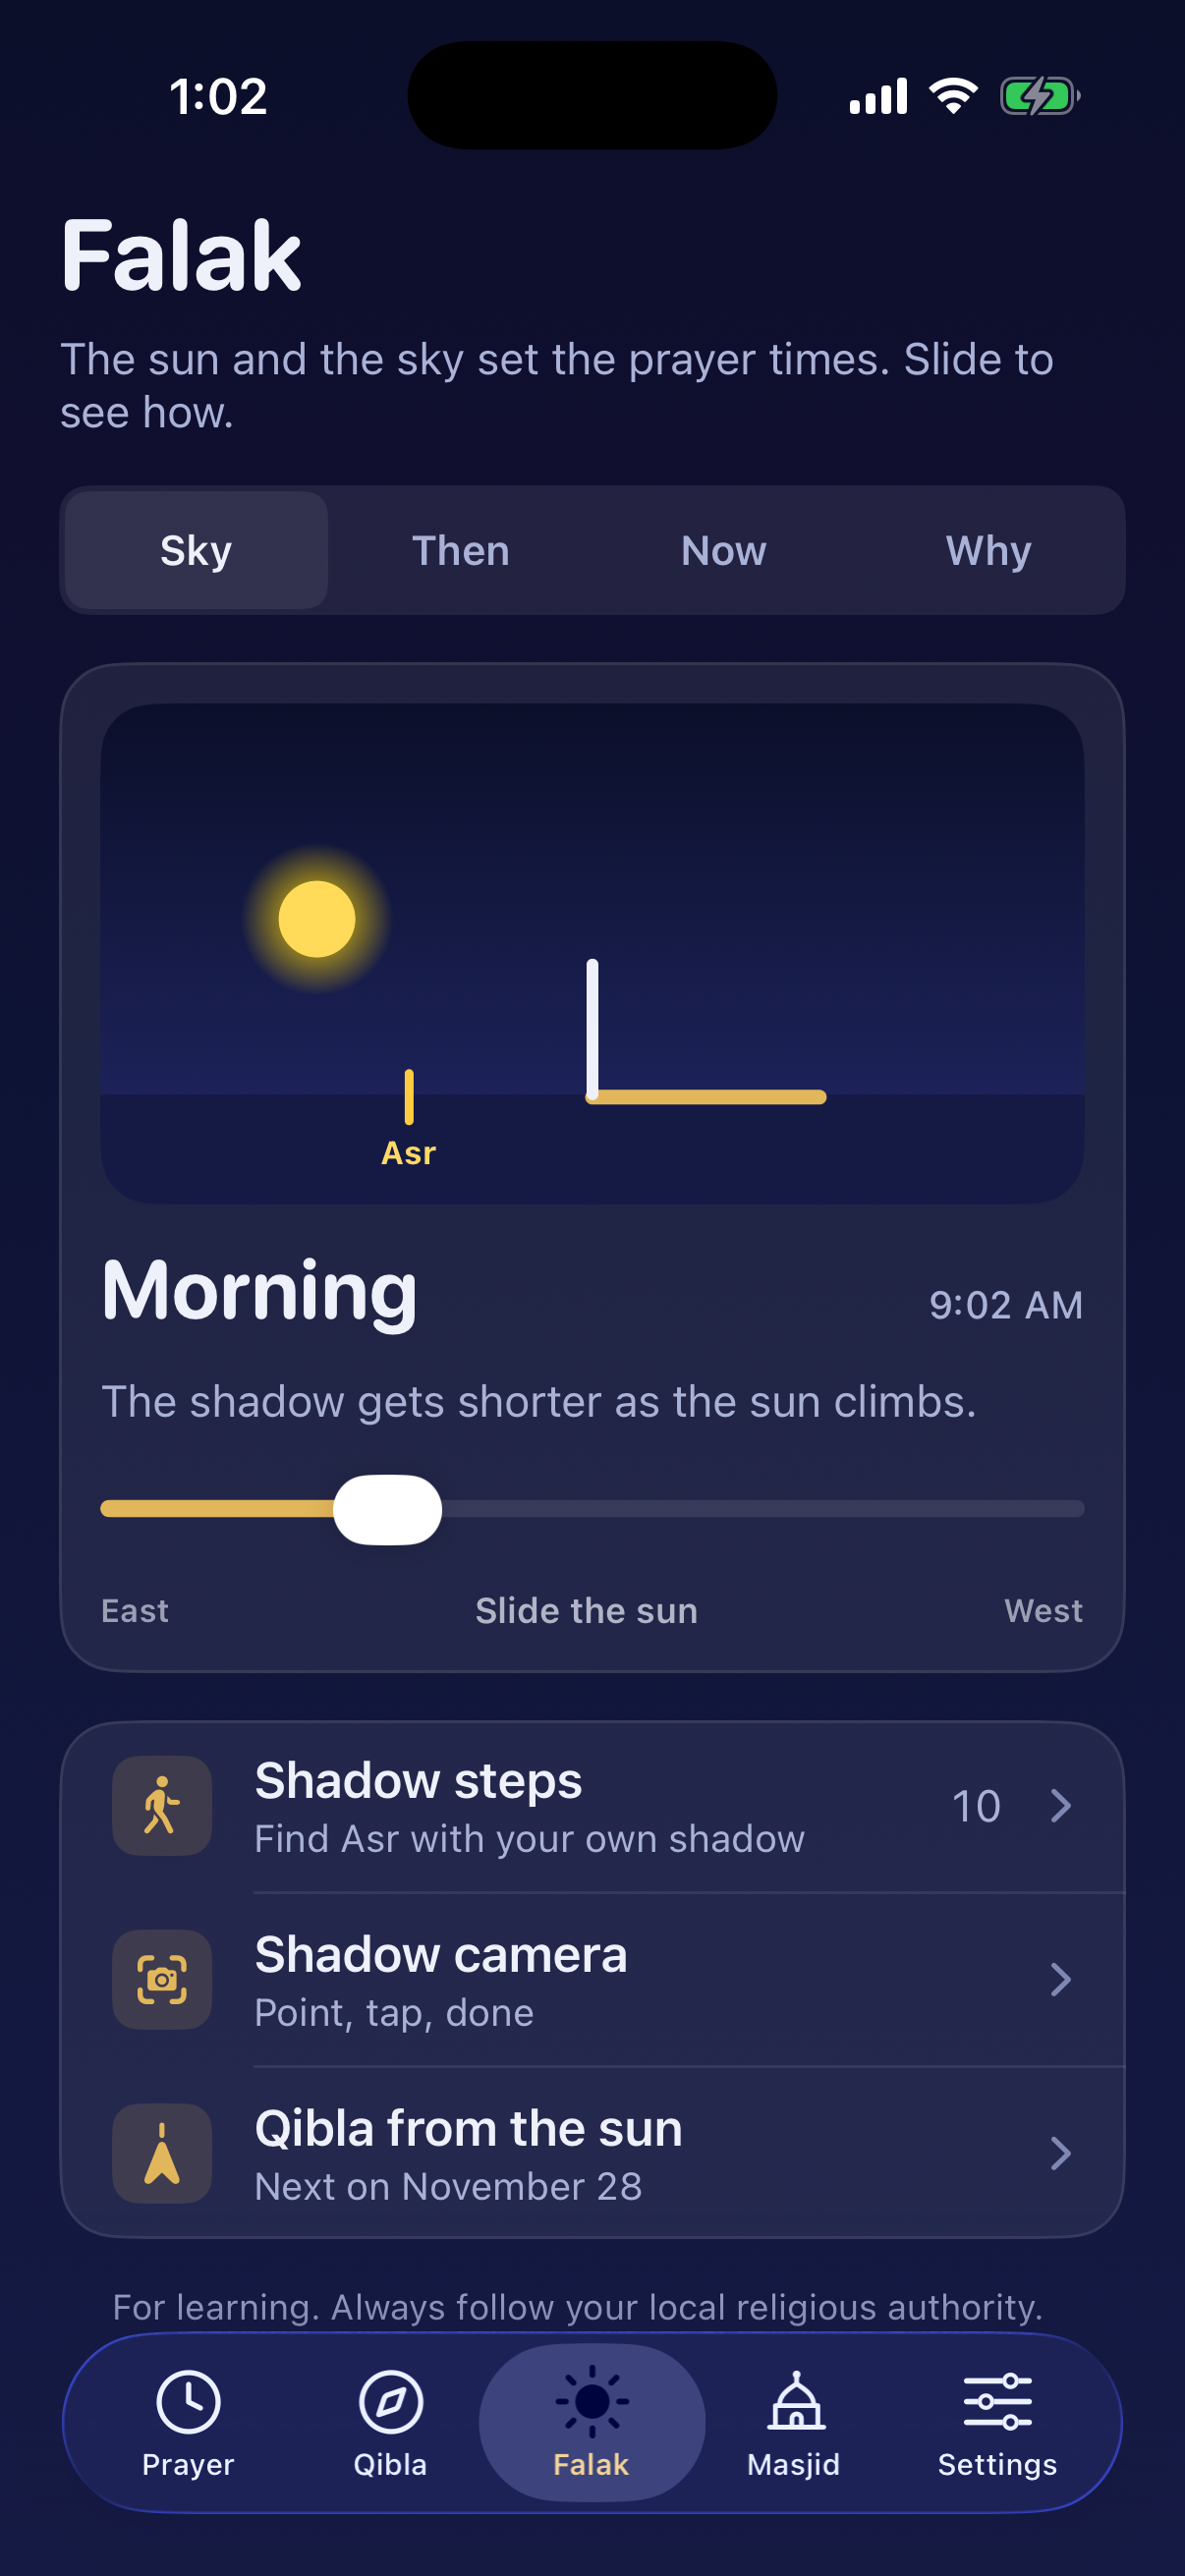 1:02
Falak
The sun and the sky set the prayer times. Slide to
see how.
Sky
Then
Now
Why
Asr
Morning
9:02 AM
The shadow gets shorter as the sun climbs.
East
Slide the sun
West
Shadow steps
10
Find Asr with your own shadow
Shadow camera
Point, tap, done
Qibla from the sun
Next on November 28
For learning. Always follow your local religious authority.
Prayer
Qibla
Falak
Masjid
Settings